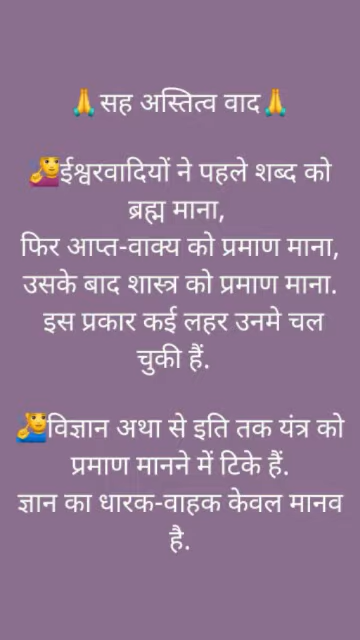 🙏सह अस्तित्व वाद🙏
🧏‍♀️ईश्वरवादियों ने पहले शब्द को
ब्रह्म माना,
फिर आप्त-वाक्य को प्रमाण माना,
उसके बाद शास्त्र को प्रमाण माना.
इस प्रकार कई लहर उनमे चल
चुकी हैं.
🧏‍♂️विज्ञान अथा से इति तक यंत्र को
प्रमाण मानने में टिके हैं.
ज्ञान का धारक-वाहक केवल मानव
है.